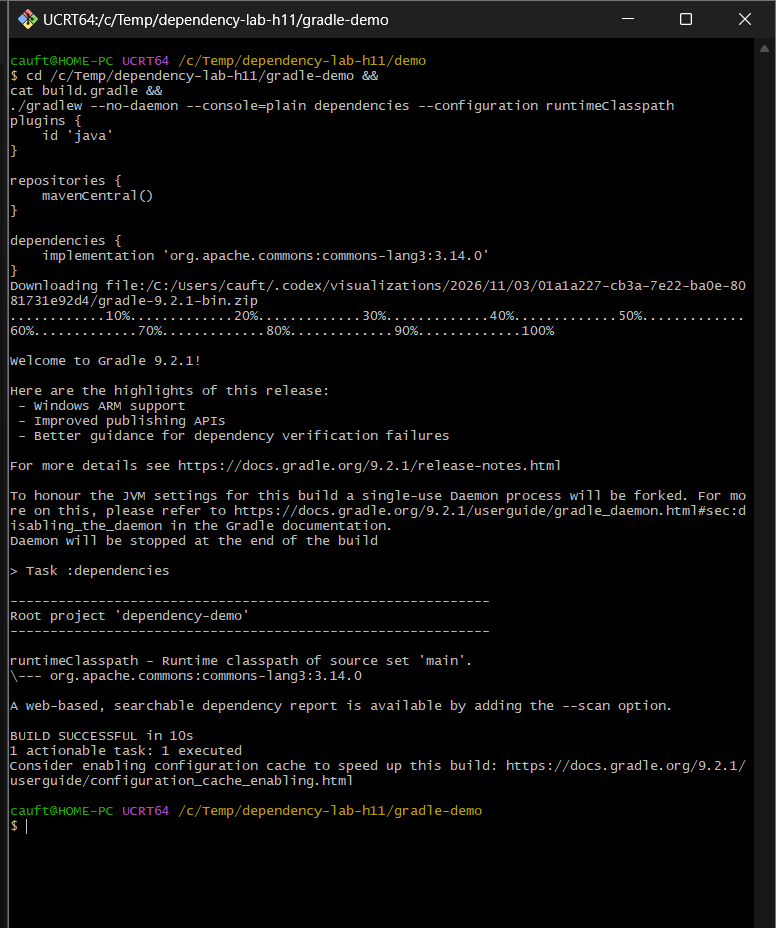 UCRT64:/c/Temp/dependency-lab-h11/gradle-demo
cauft@HOME-PC UCRT64 /c/Temp/dependency-lab-h11/demo
$ cd /c/Temp/dependency-lab-h11/gradle-demo &&
cat build.gradle &&
./gradlew --no-daemon --console=plain dependencies --configuration runtimeClasspath
plugins {
    id 'java'
}
repositories {
    mavenCentral()
}
dependencies {
    implementation 'org.apache.commons:commons-lang3:3.14.0'
}
Downloading file:/C:/Users/cauft/.codex/visualizations/2026/11/03/01a1a227-cb3a-7e22-ba0e-80
81731e92d4/gradle-9.2.1-bin.zip
............10%.............20%.............30%.............40%.............50%.............
60%.............70%.............80%.............90%.............100%
Welcome to Gradle 9.2.1!
Here are the highlights of this release:
 - Windows ARM support
 - Improved publishing APIs
 - Better guidance for dependency verification failures
For more details see https://docs.gradle.org/9.2.1/release-notes.html
To honour the JVM settings for this build a single-use Daemon process will be forked. For mo
re on this, please refer to https://docs.gradle.org/9.2.1/userguide/gradle_daemon.html#sec:d
isabling_the_daemon in the Gradle documentation.
Daemon will be stopped at the end of the build
> Task :dependencies
------------------------------------------------------------
Root project 'dependency-demo'
------------------------------------------------------------
runtimeClasspath - Runtime classpath of source set 'main'.
\--- org.apache.commons:commons-lang3:3.14.0
A web-based, searchable dependency report is available by adding the --scan option.
BUILD SUCCESSFUL in 10s
1 actionable task: 1 executed
Consider enabling configuration cache to speed up this build: https://docs.gradle.org/9.2.1/
userguide/configuration_cache_enabling.html
cauft@HOME-PC UCRT64 /c/Temp/dependency-lab-h11/gradle-demo
$